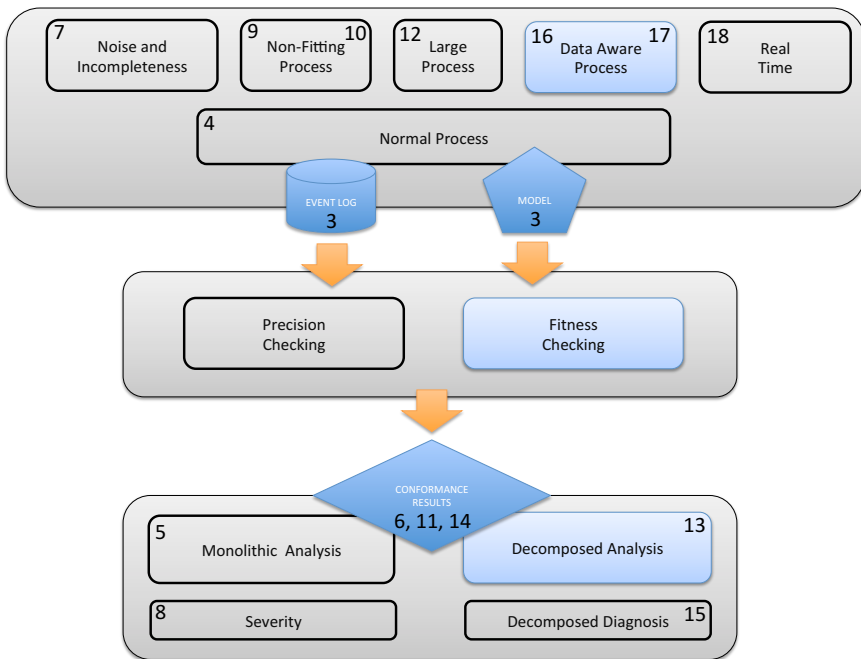 7
Noise and
Incompleteness
9
Non-Fitting
Process
10
12
Large
Process
16
Data Aware
Process
17
18
Real
Time
4
Normal Process
EVENT LOG
3
MODEL
3
Precision
Checking
Fitness
Checking
CONFORMANCE
RESULTS
6, 11, 14
5
Monolithic Analysis
13
Decomposed Analysis
8
Severity
Decomposed Diagnosis
15